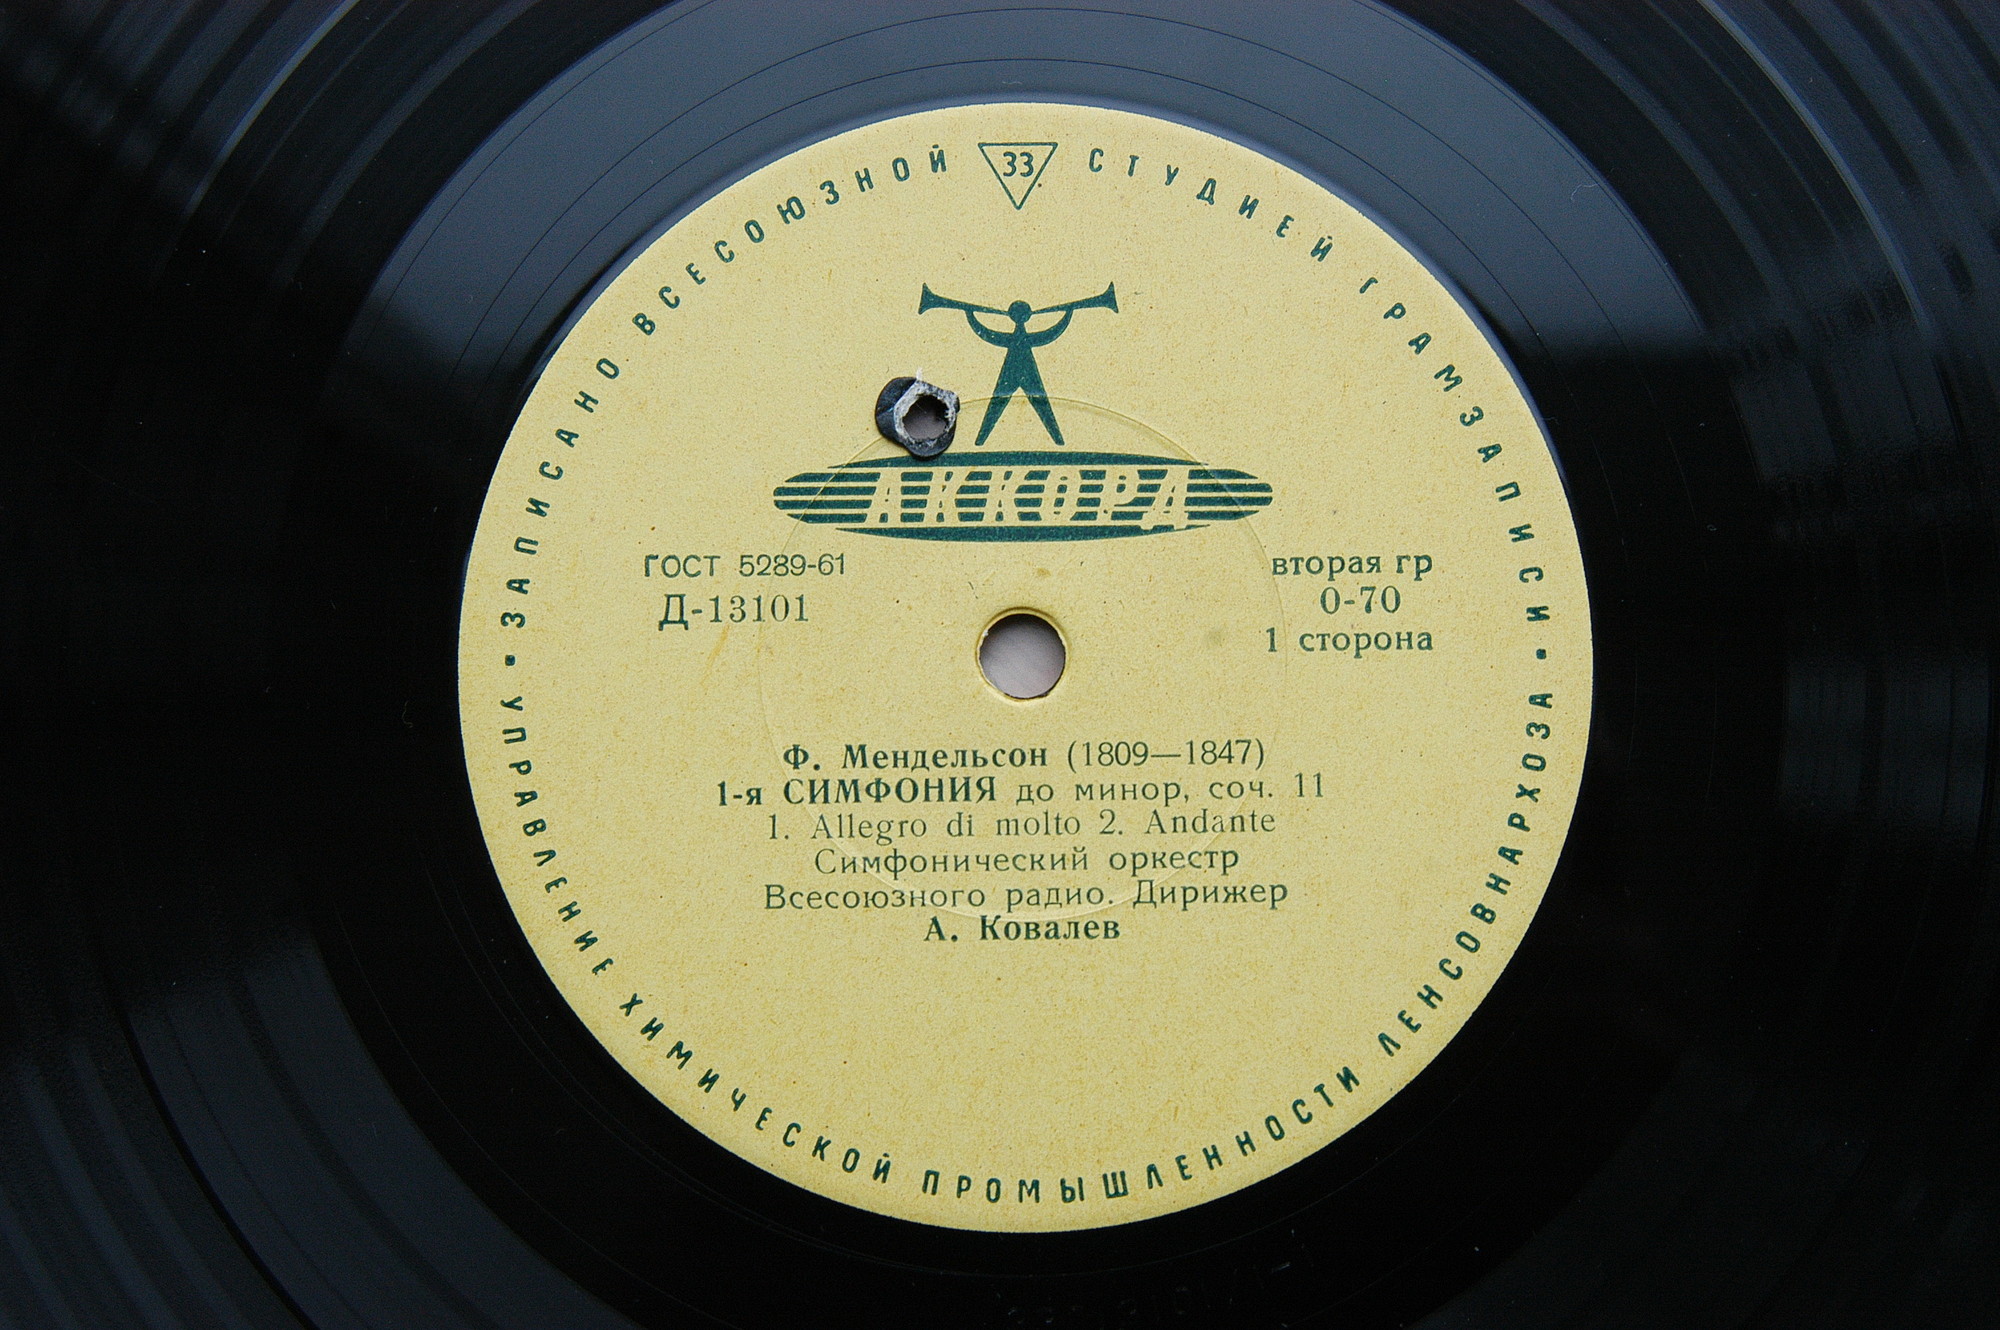 ЗАПИСАНО ВСЕСОЮЗНОЙ 33 СТУДИЕЙ ГРАМЗАПИСИ •
АККОРД
ГОСТ 5289-61
Д-13101
вторая гр
0-70
1 сторона
Ф. Мендельсон (1809—1847)
1-я СИМФОНИЯ до минор, соч. 11
1. Allegro di molto 2. Andante
Симфонический оркестр
Всесоюзного радио. Дирижер
А. Ковалев
УПРАВЛЕНИЕ ХИМИЧЕСКОЙ ПРОМЫШЛЕННОСТИ ЛЕНСОВНАРХОЗА •